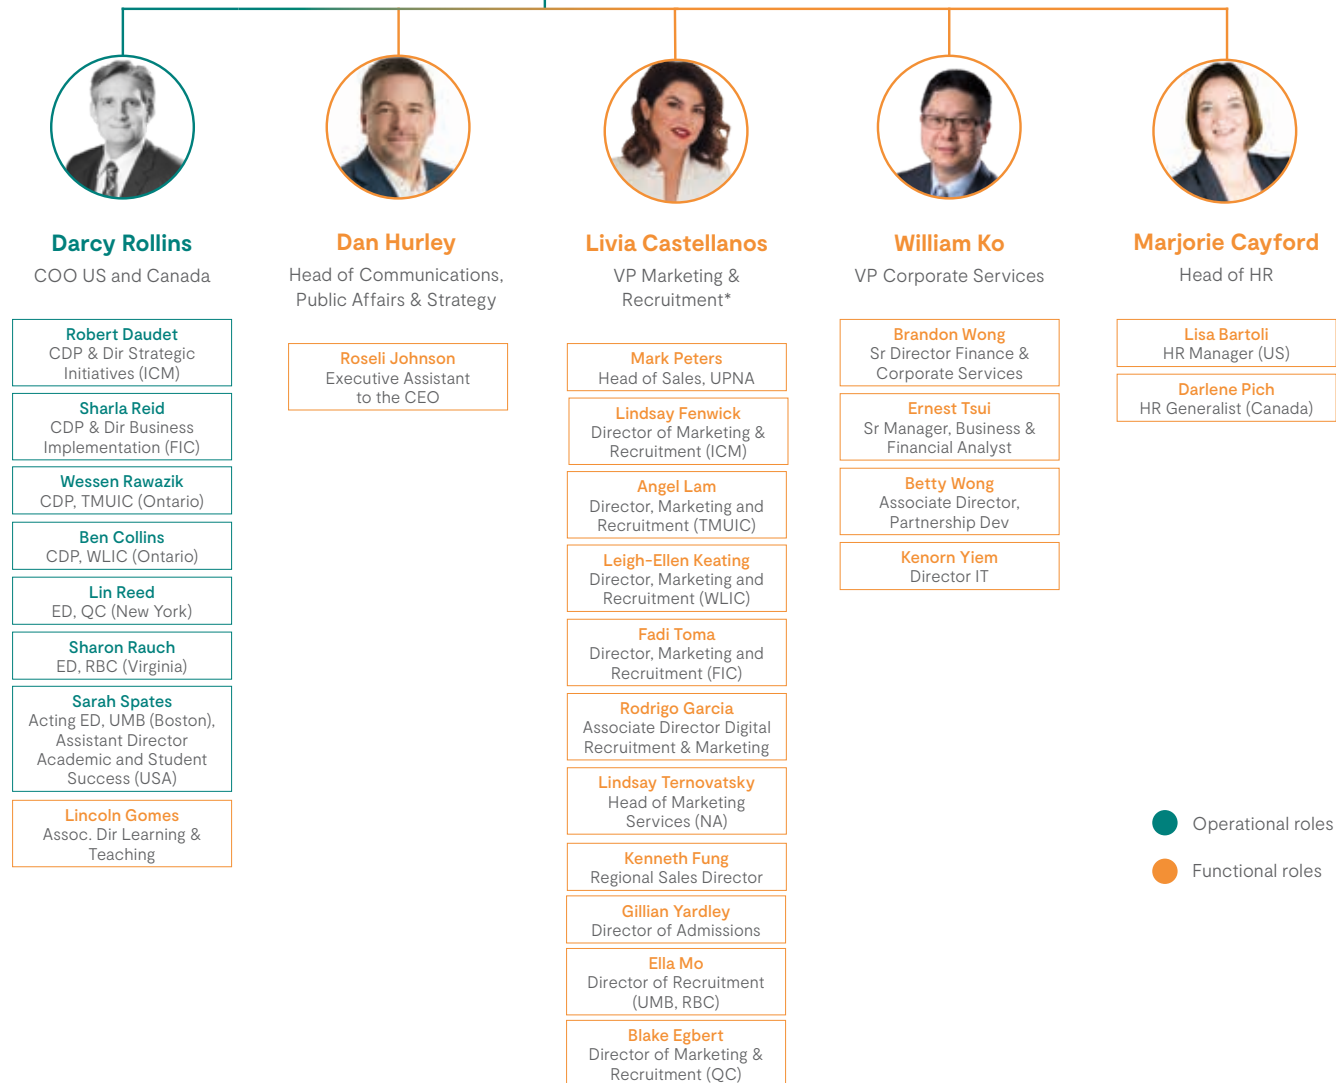 Darcy Rollins
COO US and Canada
Robert Daudet
CDP & Dir Strategic
Initiatives (ICM)
Sharla Reid
CDP & Dir Business
Implementation (FIC)
Wessen Rawazik
CDP, TMUIC (Ontario)
Ben Collins
CDP, WLIC (Ontario)
Lin Reed
ED, QC (New York)
Sharon Rauch
ED, RBC (Virginia)
Sarah Spates
Acting ED, UMB (Boston),
Assistant Director
Academic and Student
Success (USA)
Lincoln Gomes
Assoc. Dir Learning &
Teaching
Dan Hurley
Head of Communications,
Public Affairs & Strategy
Roseli Johnson
Executive Assistant
to the CEO
Livia Castellanos
VP Marketing &
Recruitment*
Mark Peters
Head of Sales, UPNA
Lindsay Fenwick
Director of Marketing &
Recruitment (ICM)
Angel Lam
Director, Marketing and
Recruitment (TMUIC)
Leigh-Ellen Keating
Director, Marketing and
Recruitment (WLIC)
Fadi Toma
Director, Marketing and
Recruitment (FIC)
Rodrigo Garcia
Associate Director Digital
Recruitment & Marketing
Lindsay Ternovatsky
Head of Marketing
Services (NA)
Kenneth Fung
Regional Sales Director
Gillian Yardley
Director of Admissions
Ella Mo
Director of Recruitment
(UMB, RBC)
Blake Egbert
Director of Marketing &
Recruitment (QC)
William Ko
VP Corporate Services
Brandon Wong
Sr Director Finance &
Corporate Services
Ernest Tsui
Sr Manager, Business &
Financial Analyst
Betty Wong
Associate Director,
Partnership Dev
Kenorn Yiem
Director IT
Marjorie Cayford
Head of HR
Lisa Bartoli
HR Manager (US)
Darlene Pich
HR Generalist (Canada)
Operational roles
Functional roles